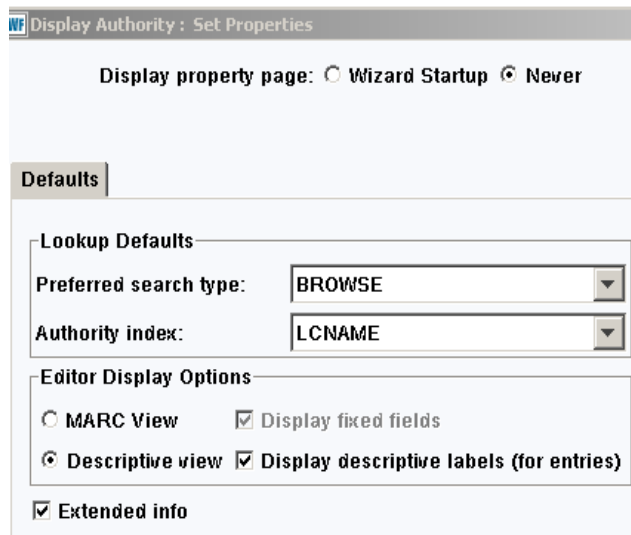 WF Display Authority : Set Properties
Display property page: Wizard Startup Never
Defaults
Lookup Defaults
Preferred search type: BROWSE
Authority index: LCNAME
Editor Display Options
MARC View Display fixed fields
Descriptive view Display descriptive labels (for entries)
Extended info